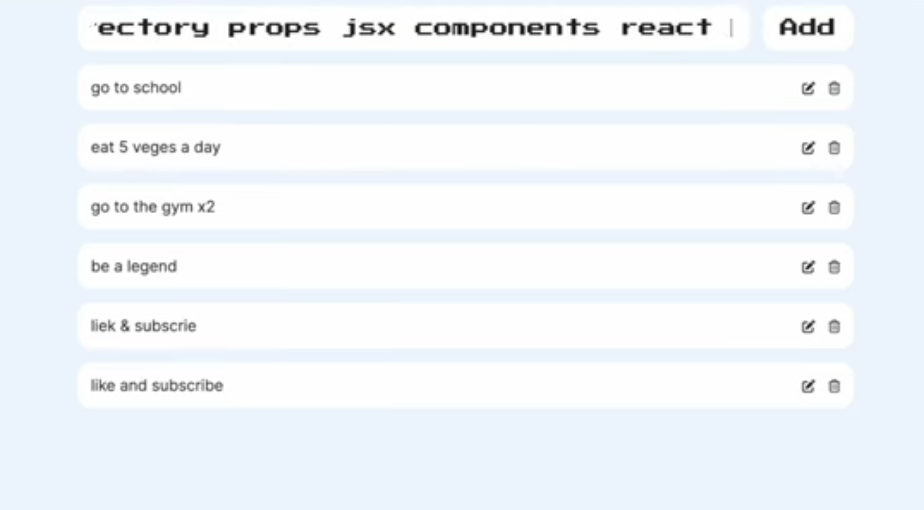 ectory props jsx components react Add
go to school
eat 5 veges a day
go to the gym x2
be a legend
liek & subscrie
like and subscribe